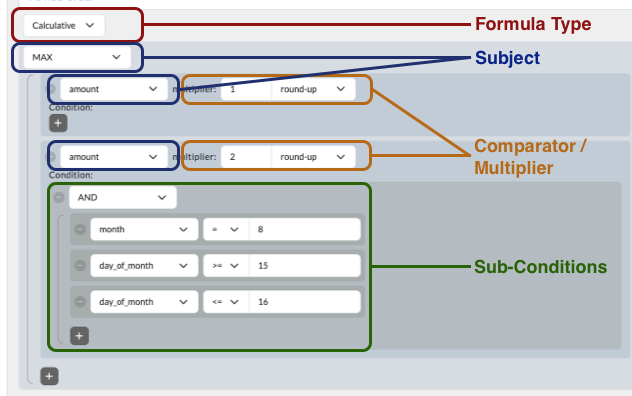 Calculative
Formula Type
MAX
Subject
amount multiplier: 1 round-up
Condition:
+
Comparator /
Multiplier
amount multiplier: 2 round-up
Condition:
AND
month = 8
day_of_month >= 15
Sub-Conditions
day_of_month <= 16
+
+